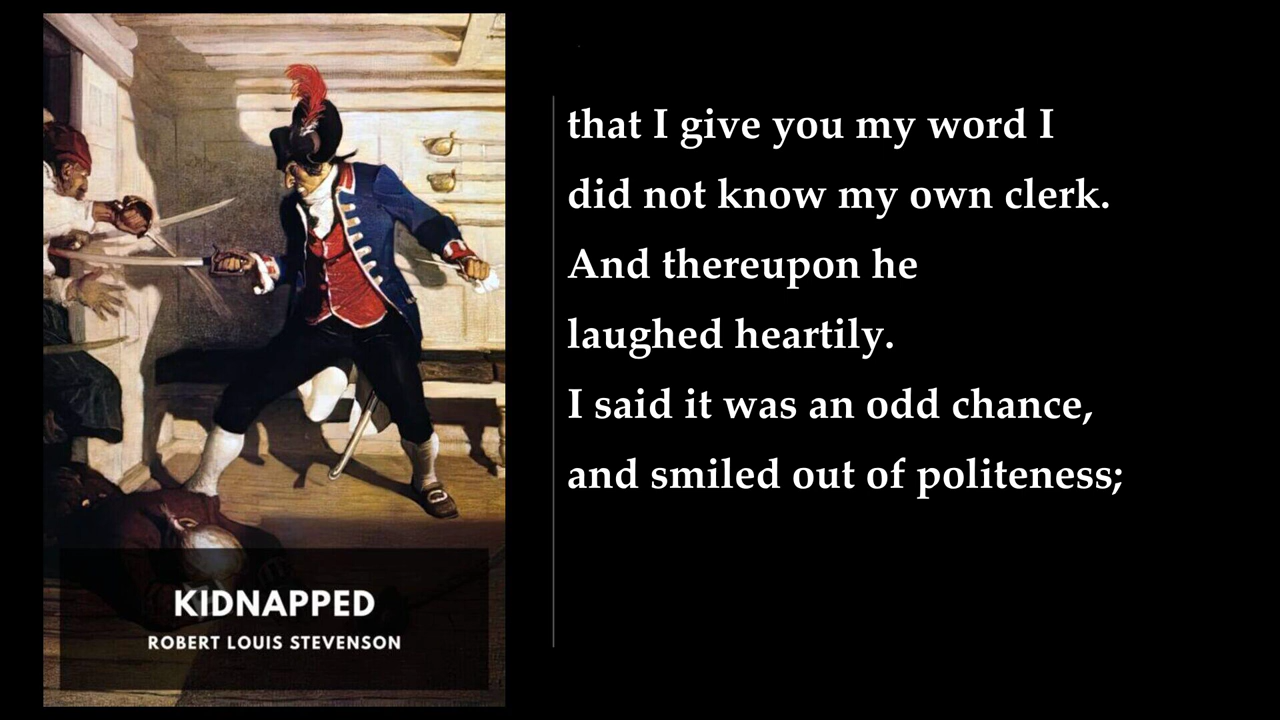 KIDNAPPED
ROBERT LOUIS STEVENSON
that I give you my word I
did not know my own clerk.
And thereupon he
laughed heartily.
I said it was an odd chance,
and smiled out of politeness;